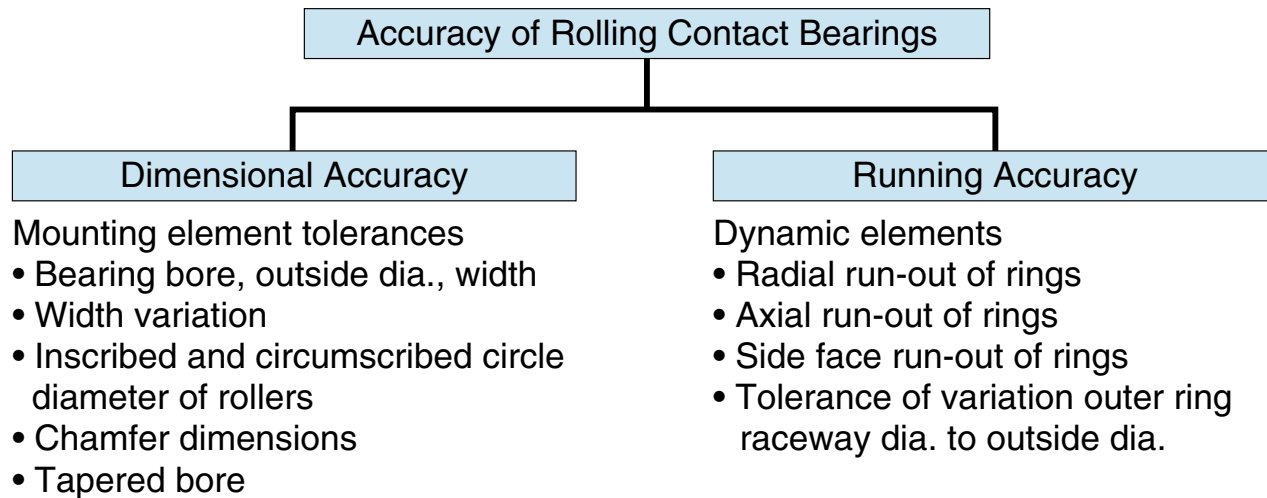 Accuracy of Rolling Contact Bearings
Dimensional Accuracy
Mounting element tolerances
• Bearing bore, outside dia., width
• Width variation
• Inscribed and circumscribed circle
diameter of rollers
• Chamfer dimensions
• Tapered bore
Running Accuracy
Dynamic elements
• Radial run-out of rings
• Axial run-out of rings
• Side face run-out of rings
• Tolerance of variation outer ring
raceway dia. to outside dia.